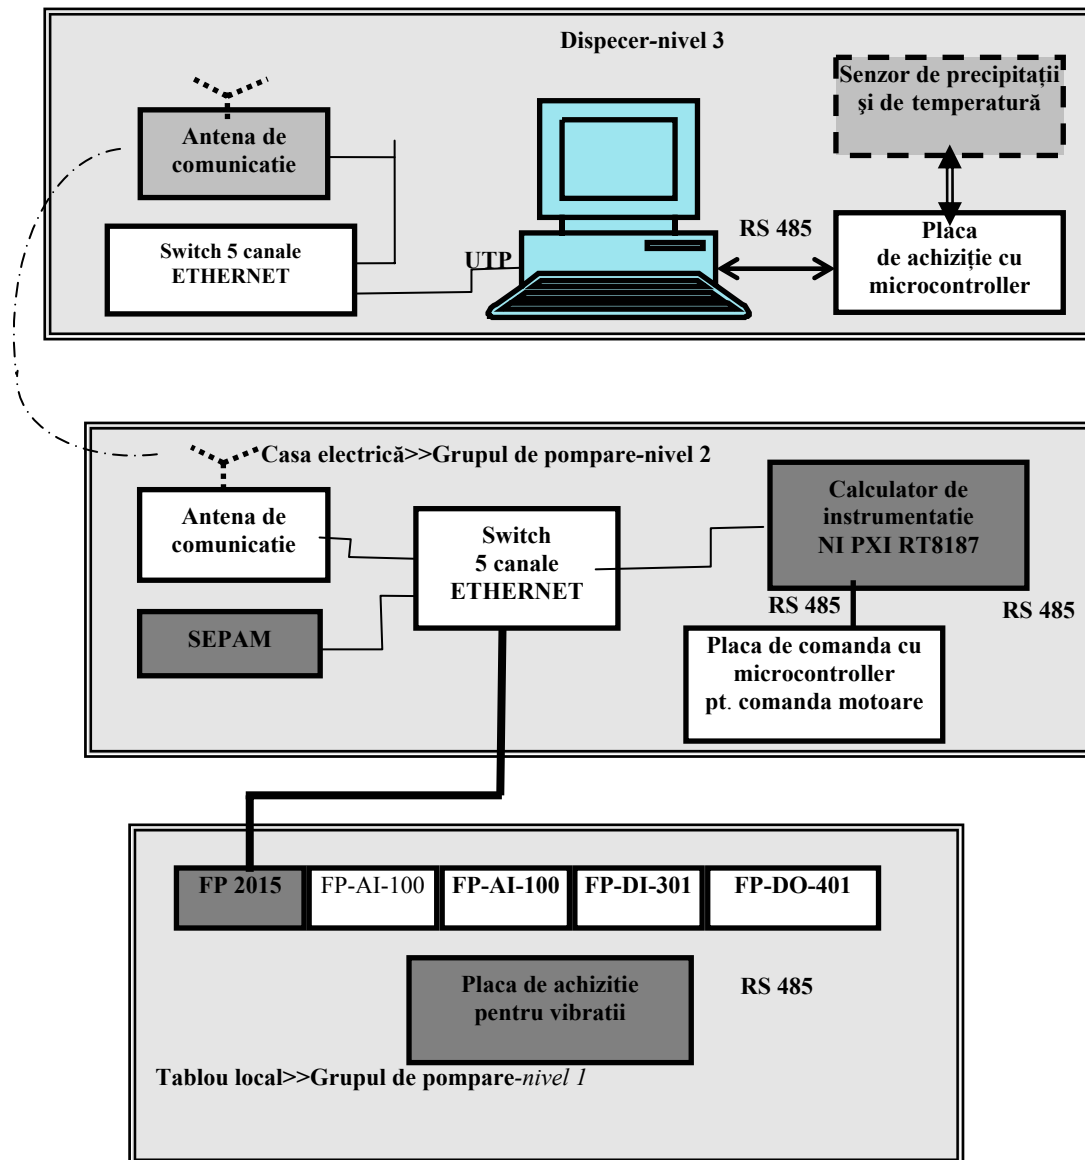 Dispecer-nivel 3
Senzor de precipitații
şi de temperatură
Antena de
comunicatie
Switch 5 canale
ETHERNET
UTP
RS 485
Placa
de achiziție cu
microcontroller
Casa electrică>>Grupul de pompare-nivel 2
Antena de
comunicatie
Switch
5 canale
ETHERNET
Calculator de
instrumentatie
NI PXI RT8187
RS 485
RS 485
SEPAM
Placa de comanda cu
microcontroller
pt. comanda motoare
FP 2015
FP-AI-100
FP-AI-100
FP-DI-301
FP-DO-401
Placa de achizitie
pentru vibratii
RS 485
Tablou local>>Grupul de pompare-nivel 1